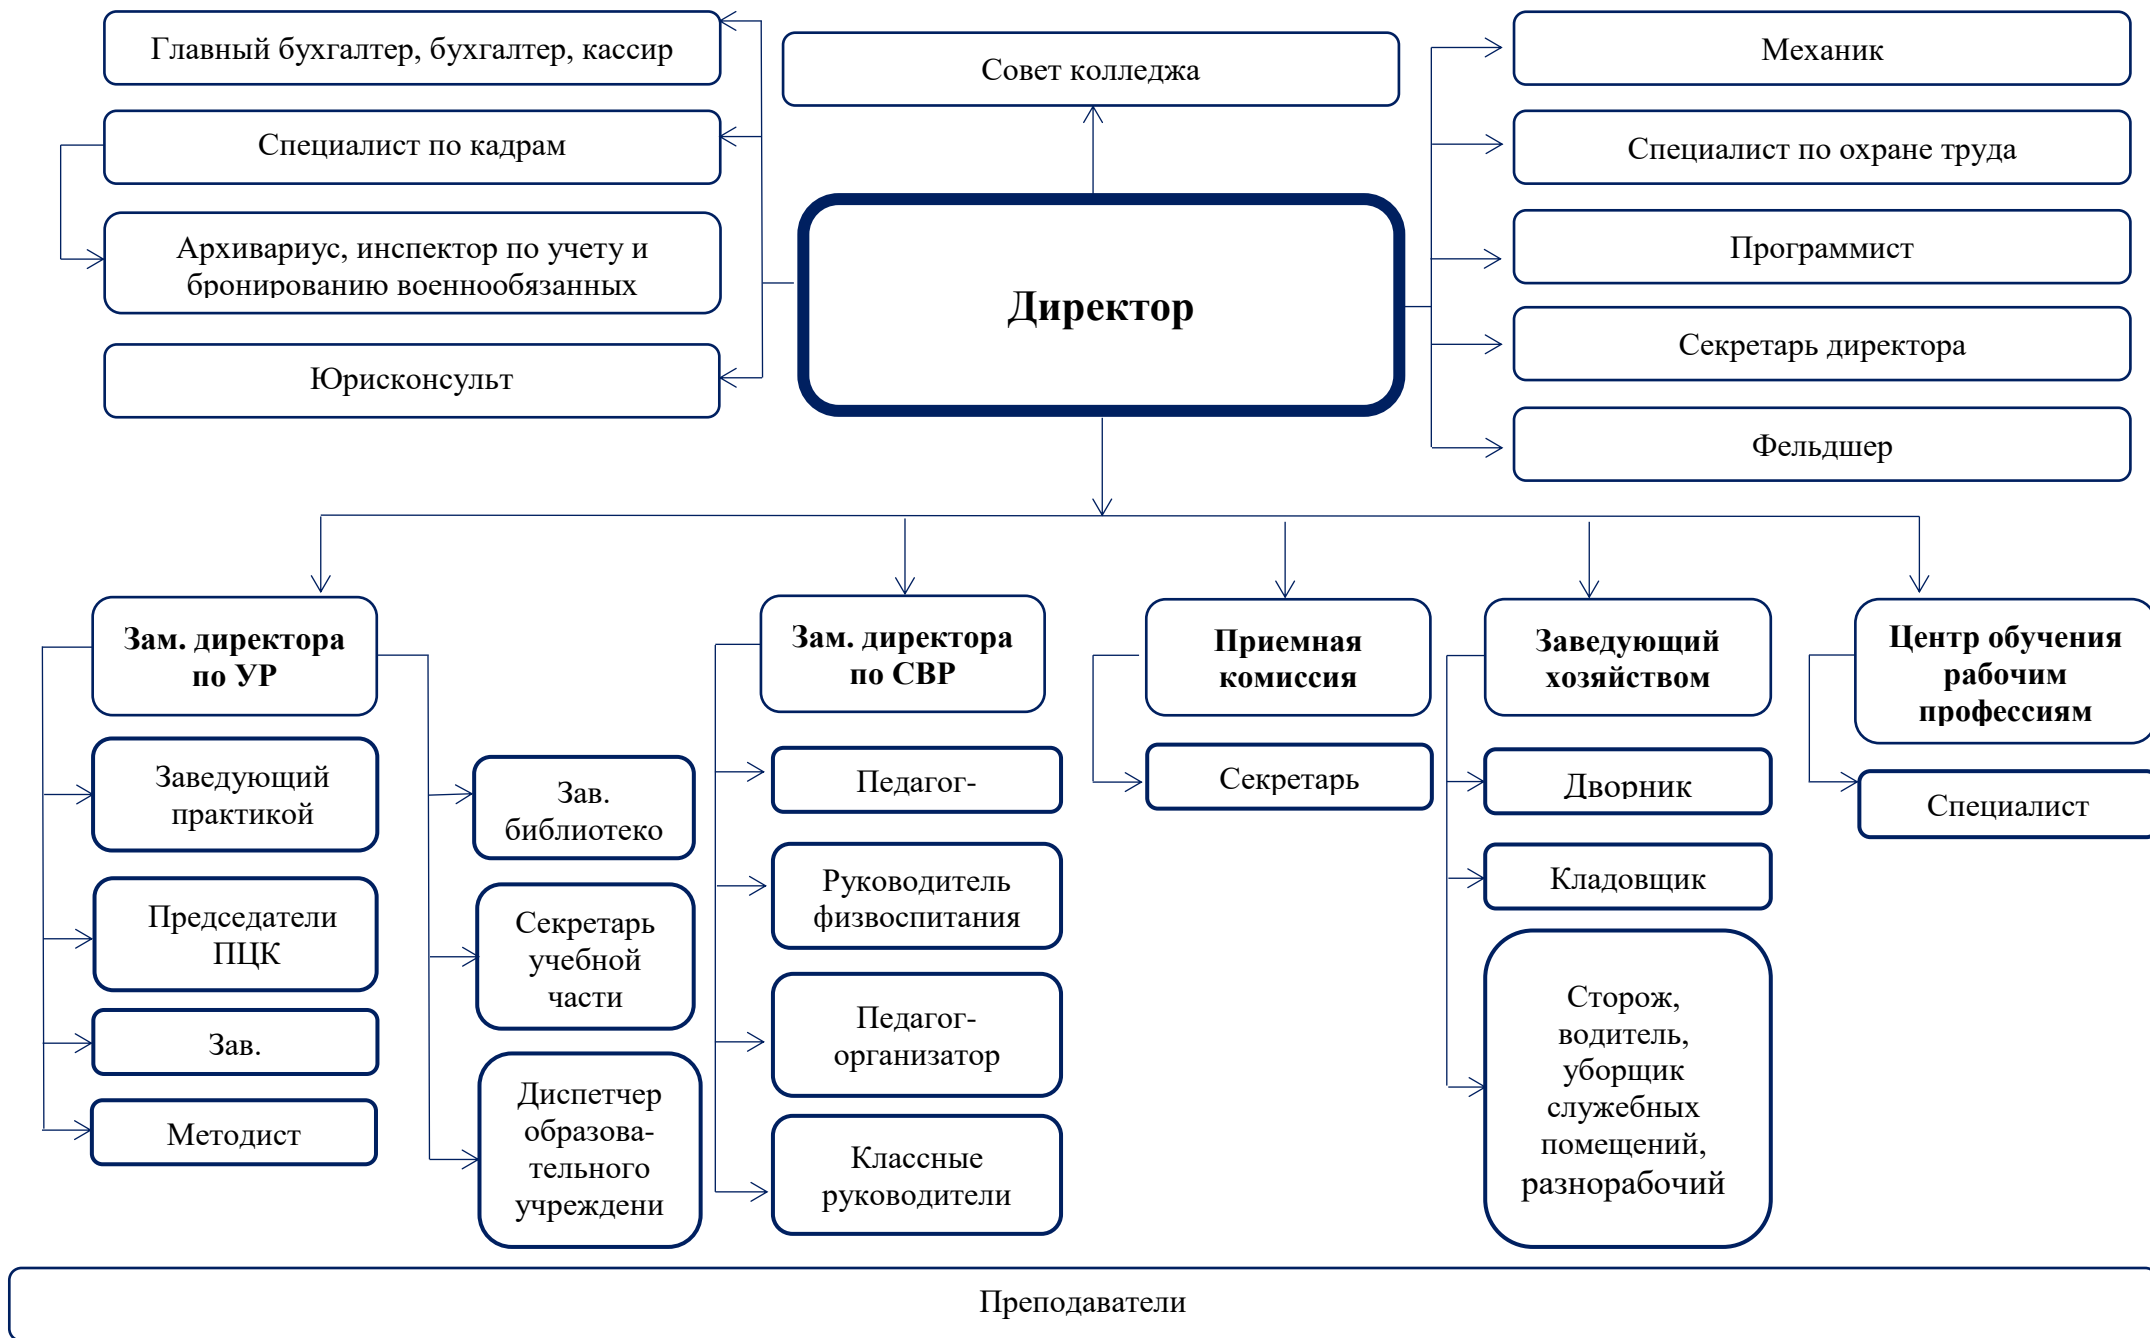 Главный бухгалтер, бухгалтер, кассир
Специалист по кадрам
Архивариус, инспектор по учету и
бронированию военнообязанных
Юрисконсульт
Совет колледжа
Директор
Механик
Специалист по охране труда
Программист
Секретарь директора
Фельдшер
Зам. директора
по УР
Заведующий
практикой
Председатели
ПЦК
Зав.
Методист
Зав.
библиотеко
Секретарь
учебной
части
Диспетчер
образова-
тельного
учреждени
Зам. директора
по СВР
Педагог-
Руководитель
физвоспитания
Педагог-
организатор
Классные
руководители
Приемная
комиссия
Секретарь
Заведующий
хозяйством
Дворник
Кладовщик
Сторож,
водитель,
уборщик
служебных
помещений,
разнорабочий
Центр обучения
рабочим
профессиям
Специалист
Преподаватели